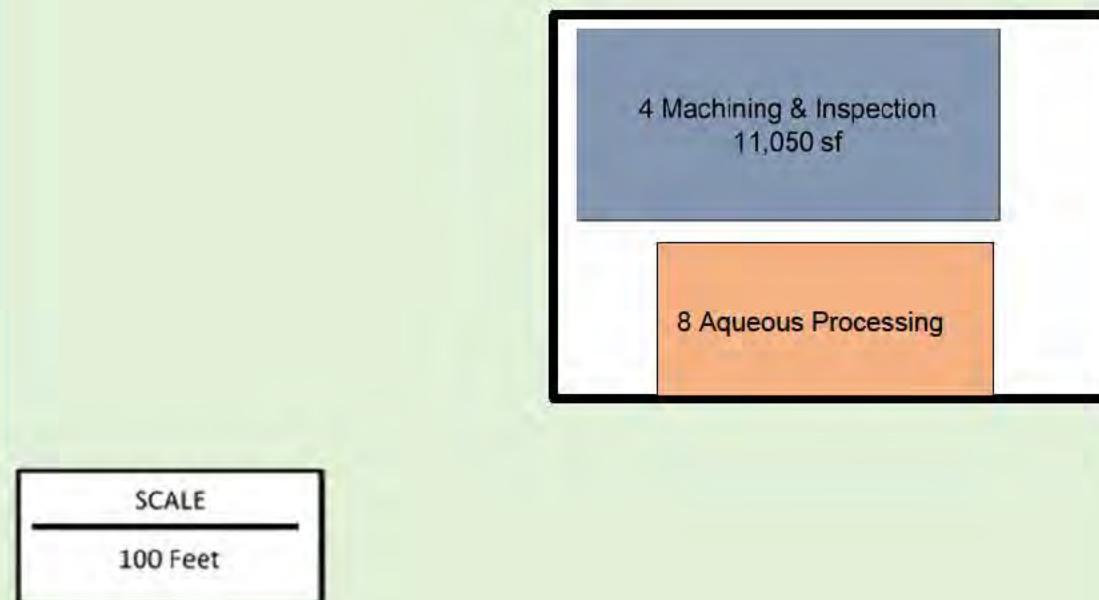 4 Machining & Inspection
11,050 sf
8 Aqueous Processing
SCALE
100 Feet